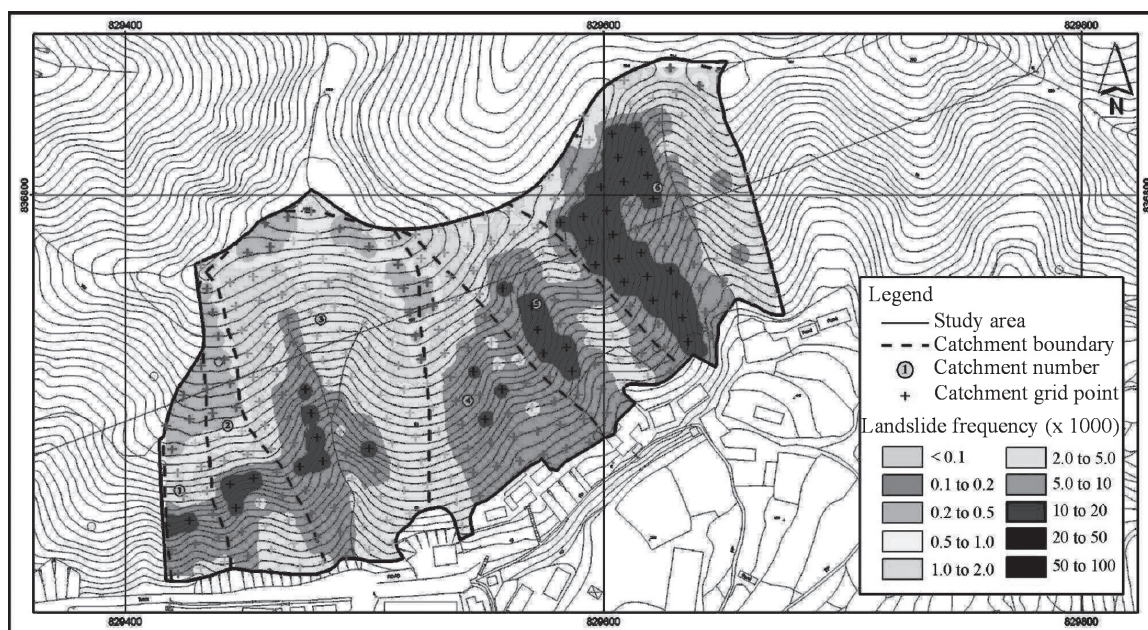 829400 829600 829800
836800 836800
N
6
5
3
4
2
1
Legend
Study area
Catchment boundary
1 Catchment number
+ Catchment grid point
Landslide frequency (x 1000)
< 0.1 2.0 to 5.0
0.1 to 0.2 5.0 to 10
0.2 to 0.5 10 to 20
0.5 to 1.0 20 to 50
1.0 to 2.0 50 to 100
ROAD
829400 829600 829800